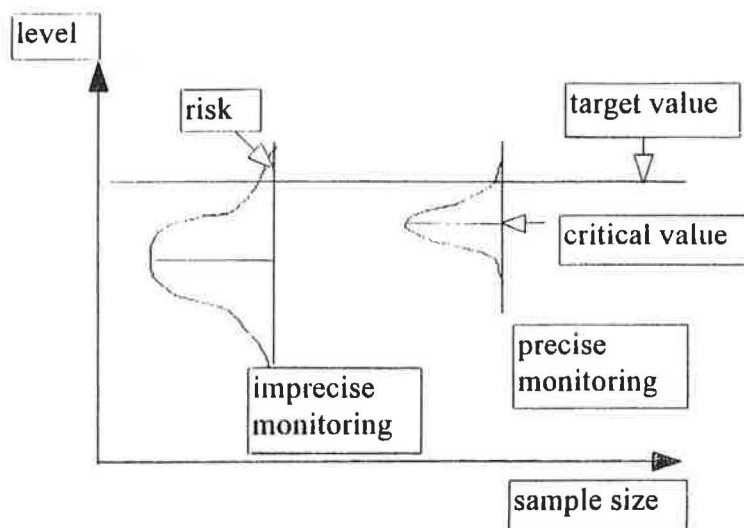 level
risk
target value
critical value
precise
monitoring
imprecise
monitoring
sample size